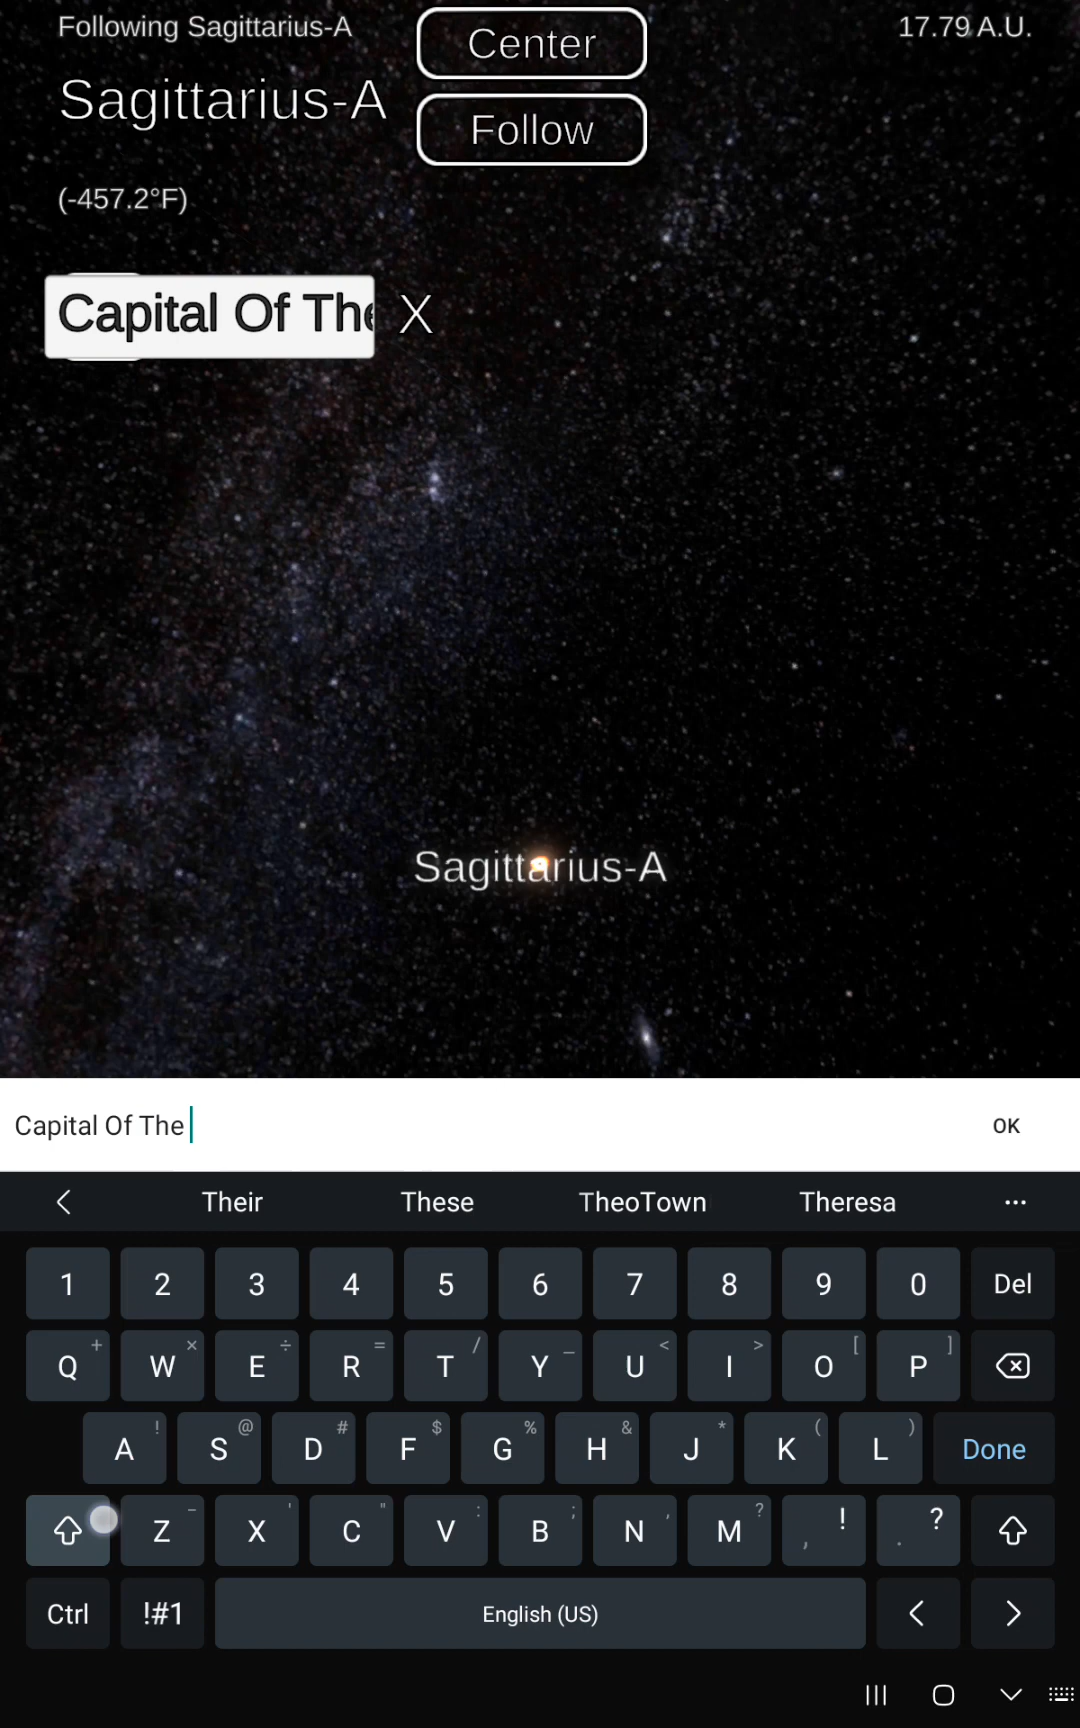 Following Sagittarius-A
Center
17.79 A.U.
Sagittarius-A
Follow
(-457.2°F)
Capital Of The
X
Sagittarius-A
Capital Of The
OK
< Their These TheoTown Theresa ...
1 2 3 4 5 6 7 8 9 0 Del
+ × ÷ = / _ < > [ ]
Q W E R T Y U I O P
! @ # $ % & * ( )
A S D F G H J K L Done
- ' " : ; , ? ! ?
Z X C V B N M , .
Ctrl !#1 English (US) < >